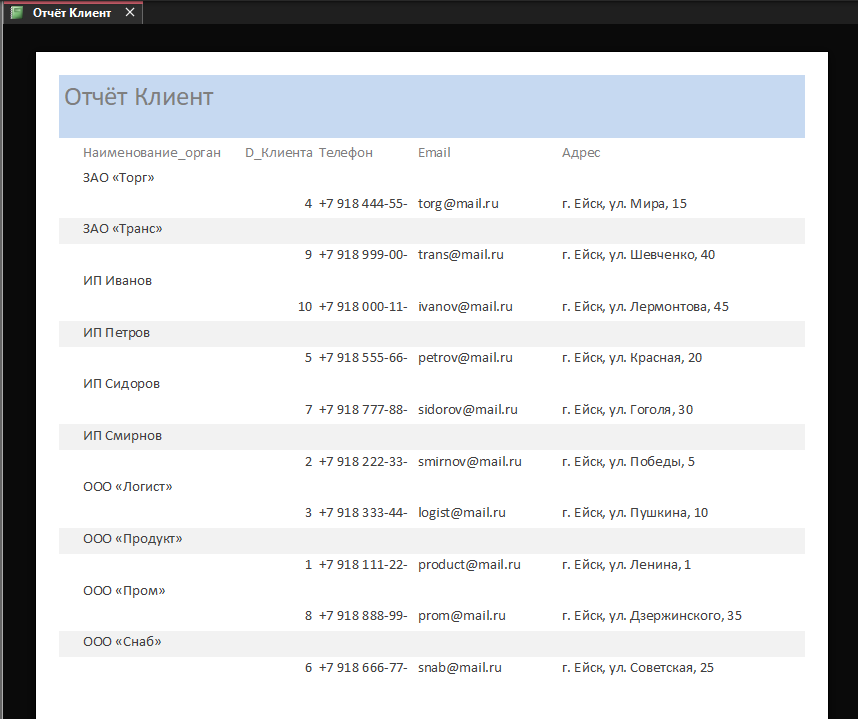 Отчёт Клиент
Отчёт Клиент
Наименование_орган D_Клиента Телефон Email Адрес
ЗАО «Торг»
4 +7 918 444-55- torg@mail.ru г. Ейск, ул. Мира, 15
ЗАО «Транс»
9 +7 918 999-00- trans@mail.ru г. Ейск, ул. Шевченко, 40
ИП Иванов
10 +7 918 000-11- ivanov@mail.ru г. Ейск, ул. Лермонтова, 45
ИП Петров
5 +7 918 555-66- petrov@mail.ru г. Ейск, ул. Красная, 20
ИП Сидоров
7 +7 918 777-88- sidorov@mail.ru г. Ейск, ул. Гоголя, 30
ИП Смирнов
2 +7 918 222-33- smirnov@mail.ru г. Ейск, ул. Победы, 5
ООО «Логист»
3 +7 918 333-44- logist@mail.ru г. Ейск, ул. Пушкина, 10
ООО «Продукт»
1 +7 918 111-22- product@mail.ru г. Ейск, ул. Ленина, 1
ООО «Пром»
8 +7 918 888-99- prom@mail.ru г. Ейск, ул. Дзержинского, 35
ООО «Снаб»
6 +7 918 666-77- snab@mail.ru г. Ейск, ул. Советская, 25